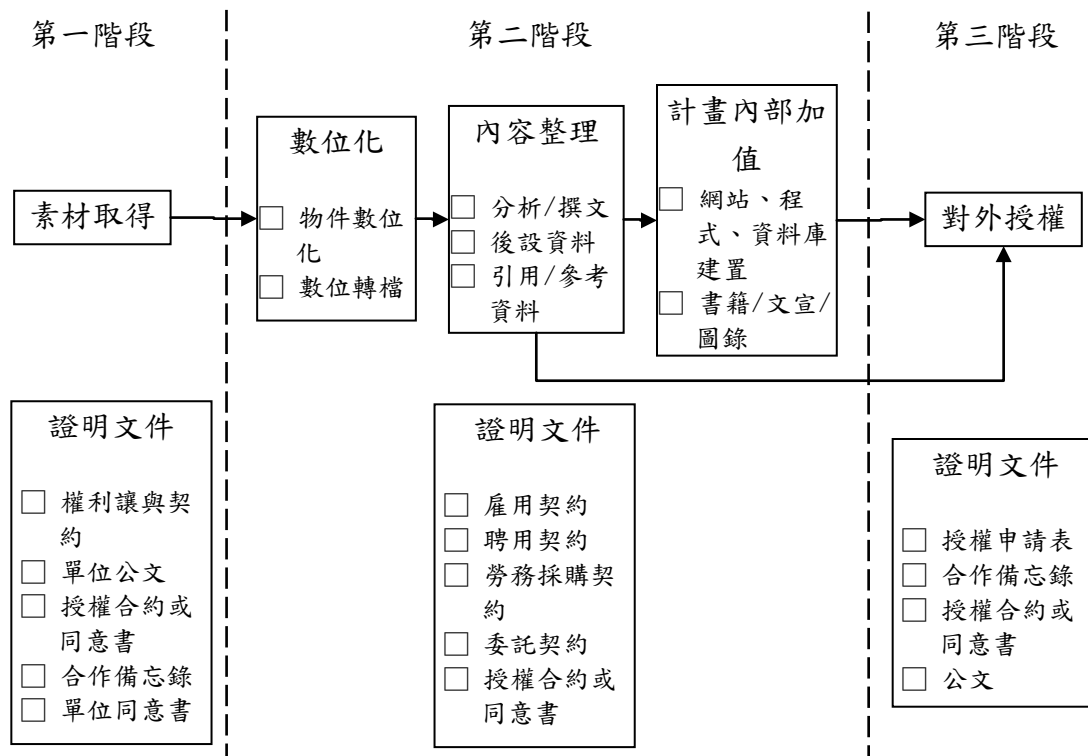 第一階段
第二階段
第三階段
素材取得
數位化
□ 物件數位
化
□ 數位轉檔
內容整理
□ 分析/撰文
□ 後設資料
□ 引用/參考
資料
計畫內部加
值
□ 網站、程
式、資料庫
建置
□ 書籍/文宣/
圖錄
對外授權
證明文件
□ 權利讓與契
約
□ 單位公文
□ 授權合約或
同意書
□ 合作備忘錄
□ 單位同意書
證明文件
□ 雇用契約
□ 聘用契約
□ 勞務採購契
約
□ 委託契約
□ 授權合約或
同意書
證明文件
□ 授權申請表
□ 合作備忘錄
□ 授權合約或
同意書
□ 公文